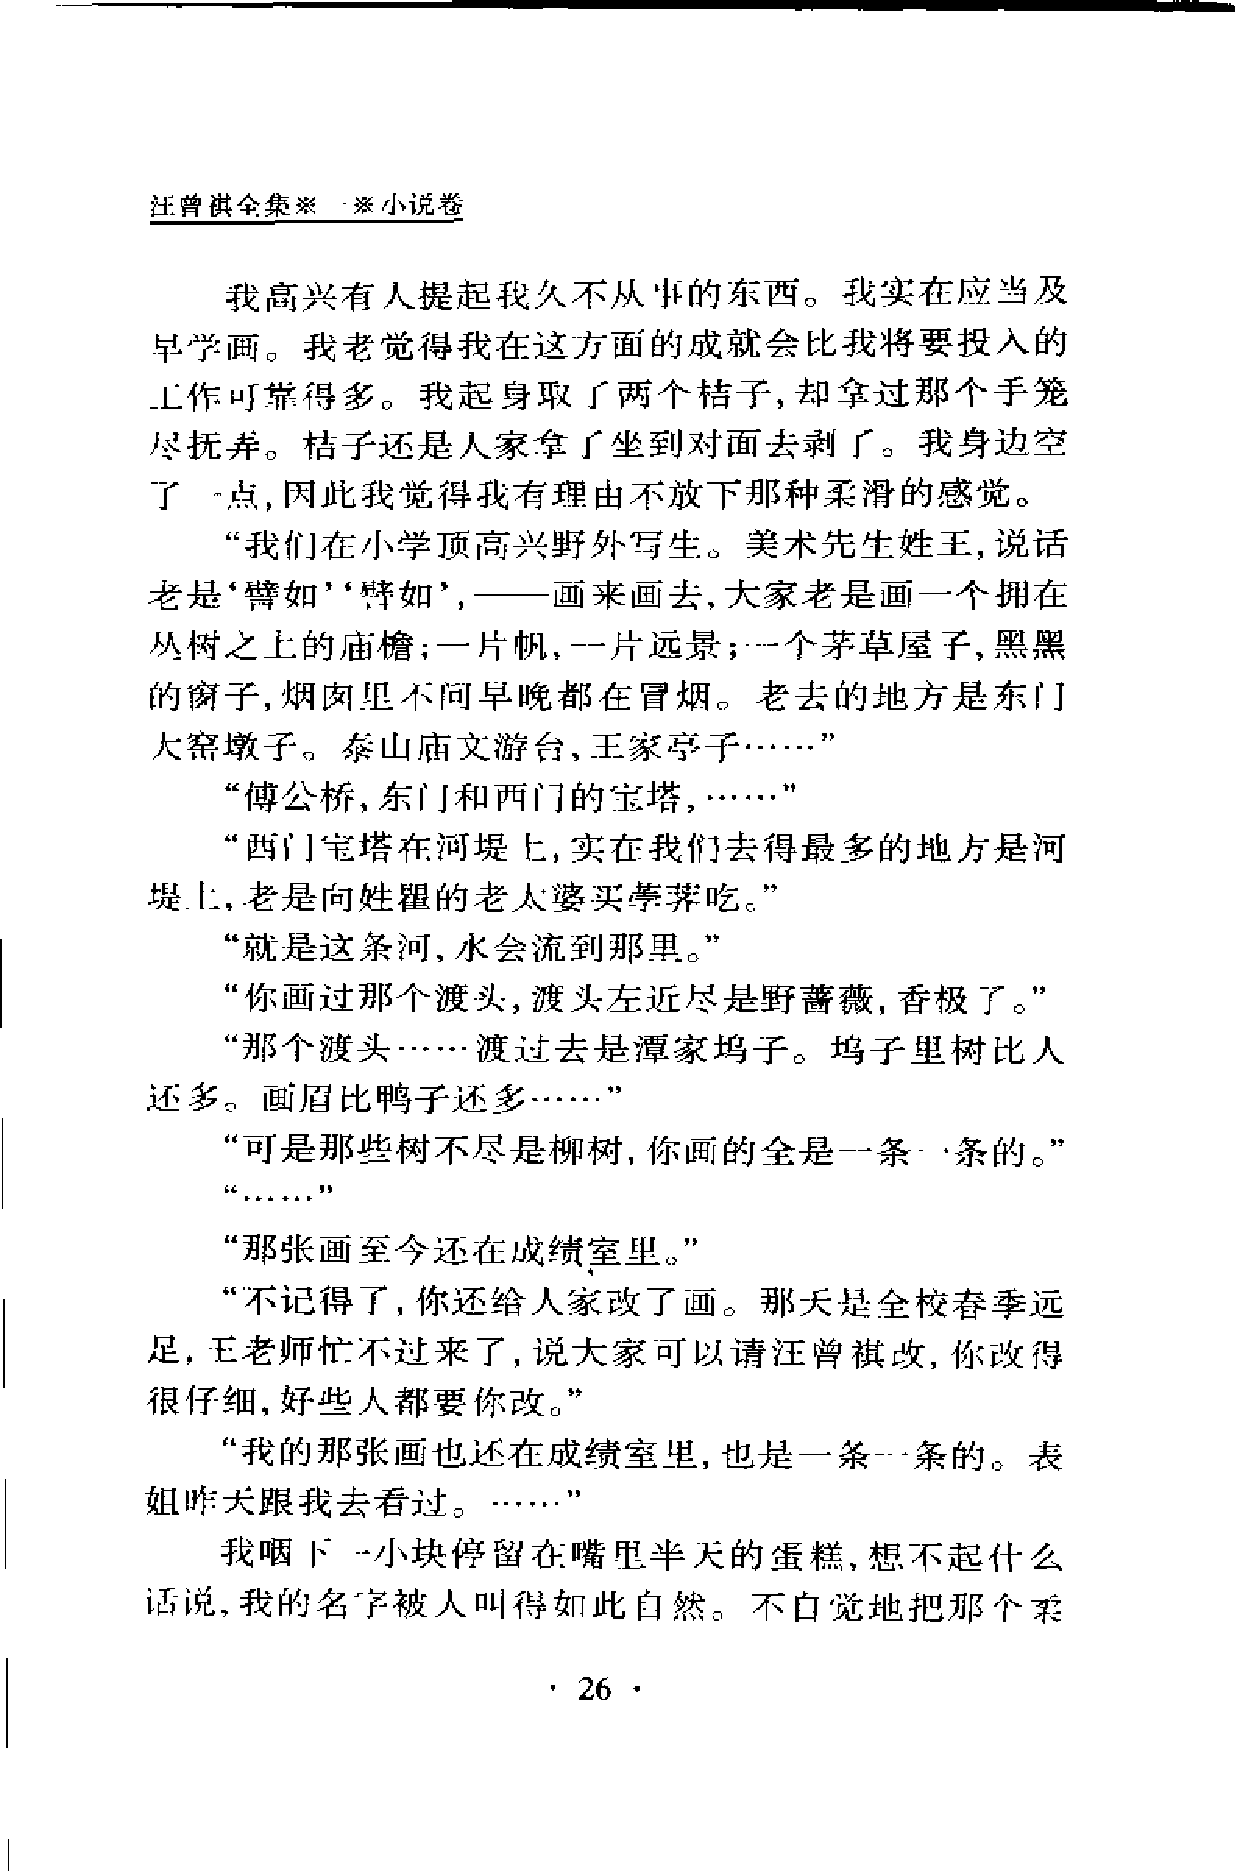 汪曾祺全集※一※小说卷
我高兴有人提起我久不从事的东西。我实在应当及
早学画。我老觉得我在这方面的成就会比我将要投入的
工作可靠得多。我起身取了两个桔子,却拿过那个手笼
尽抚弄。桔子还是人家拿了坐到对面去剥了。我身边空
了一点,因此我觉得我有理由不放下那种柔滑的感觉。
“我们在小学顶高兴野外写生。美术先生姓王,说话
老是‘譬如’‘譬如’,——画来画去,大家老是画一个拥在
丛树之上的庙檐;一片帆,一片远景;一个茅草屋子,黑黑
的窗子,烟囱里不问早晚都在冒烟。老去的地方是东门
大窑墩子。泰山庙文游台,王家亭子……”
“傅公桥,东门和西门的宝塔,……”
“西门宝塔在河堤上,实在我们去得最多的地方是河
堤上,老是向姓瞿的老太婆买荸荠吃。”
“就是这条河,水会流到那里。”
“你画过那个渡头,渡头左近尽是野蔷薇,香极了。”
“那个渡头……渡过去是潭家坞子。坞子里树比人
还多。画眉比鸭子还多……”
“可是那些树不尽是柳树,你画的全是一条一条的。”
“……”
“那张画至今还在成绩室里。”
“不记得了,你还给人家改了画。那天是全校春季远
足,王老师忙不过来了,说大家可以请汪曾祺改,你改得
很仔细,好些人都要你改。”
“我的那张画也还在成绩室里,也是一条一条的。表
姐昨天跟我去看过。……”
我咽下一小块停留在嘴里半天的蛋糕,想不起什么
话说,我的名字被人叫得如此自然。不自觉地把那个柔
· 26 ·